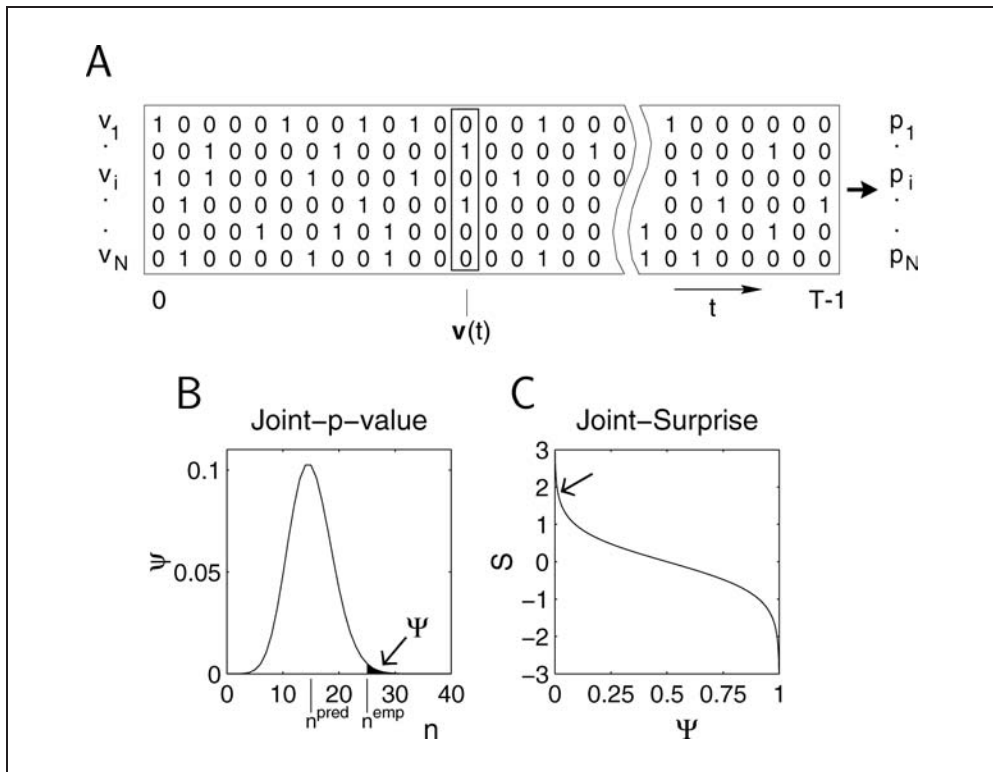 A
v1 1 0 0 0 0 1 0 0 1 0 1 0 0 0 0 1 0 0 0 1 0 0 0 0 0 0 p1
. 0 0 1 0 0 0 0 1 0 0 0 0 1 0 0 0 0 1 0 0 0 0 0 1 0 0 .
vi 1 0 1 0 0 0 1 0 0 0 1 0 0 0 1 0 0 0 0 0 1 0 0 0 0 0 pi
. 0 1 0 0 0 0 0 0 1 0 0 0 1 0 0 0 0 0 0 0 1 0 0 0 1 .
. 0 0 0 0 1 0 0 1 0 1 0 0 0 0 0 0 0 0 1 0 0 0 0 1 0 0 .
vN 0 1 0 0 0 0 1 0 0 1 0 0 0 0 0 1 0 0 1 0 1 0 0 0 0 0 pN
0 t T-1
v(t)
B
Joint-p-value
0.1
0.05
0
ψ
Ψ
0 10 20 30 40
n^pred n^emp n
C
Joint-Surprise
3
2
1
0
-1
-2
-3
S
0 0.25 0.5 0.75 1
Ψ